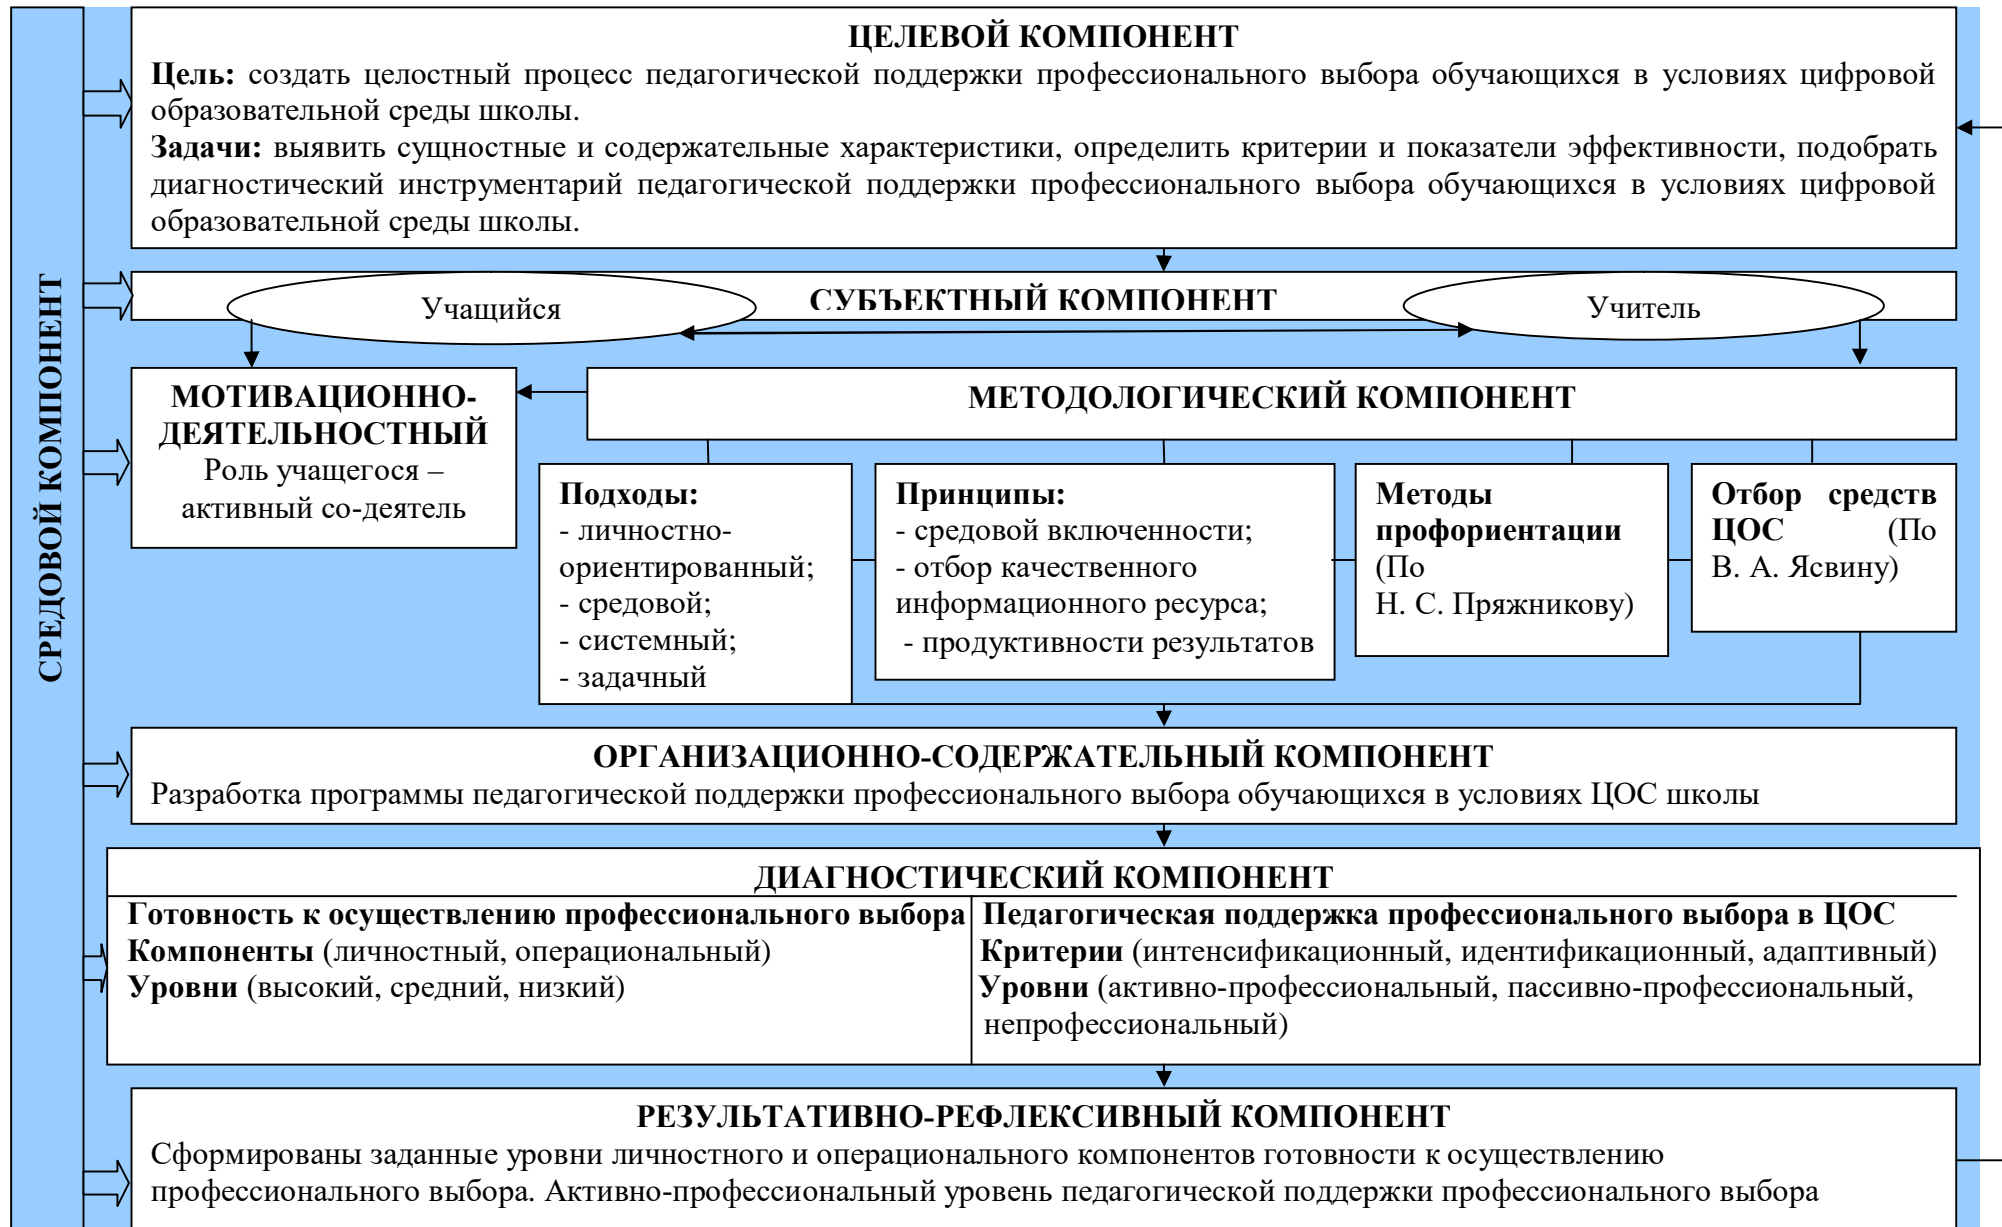 СРЕДОВОЙ КОМПОНЕНТ
ЦЕЛЕВОЙ КОМПОНЕНТ
Цель: создать целостный процесс педагогической поддержки профессионального выбора обучающихся в условиях цифровой
образовательной среды школы.
Задачи: выявить сущностные и содержательные характеристики, определить критерии и показатели эффективности, подобрать
диагностический инструментарий педагогической поддержки профессионального выбора обучающихся в условиях цифровой
образовательной среды школы.
Учащийся
СУБЪЕКТНЫЙ КОМПОНЕНТ
Учитель
МОТИВАЦИОННО-
ДЕЯТЕЛЬНОСТНЫЙ
Роль учащегося –
активный со-деятель
МЕТОДОЛОГИЧЕСКИЙ КОМПОНЕНТ
Подходы:
- личностно-
ориентированный;
- средовой;
- системный;
- задачный
Принципы:
- средовой включенности;
- отбор качественного
информационного ресурса;
- продуктивности результатов
Методы
профориентации
(По
Н. С. Пряжникову)
Отбор средств
ЦОС (По
В. А. Ясвину)
ОРГАНИЗАЦИОННО-СОДЕРЖАТЕЛЬНЫЙ КОМПОНЕНТ
Разработка программы педагогической поддержки профессионального выбора обучающихся в условиях ЦОС школы
ДИАГНОСТИЧЕСКИЙ КОМПОНЕНТ
Готовность к осуществлению профессионального выбора
Компоненты (личностный, операциональный)
Уровни (высокий, средний, низкий)
Педагогическая поддержка профессионального выбора в ЦОС
Критерии (интенсификационный, идентификационный, адаптивный)
Уровни (активно-профессиональный, пассивно-профессиональный,
непрофессиональный)
РЕЗУЛЬТАТИВНО-РЕФЛЕКСИВНЫЙ КОМПОНЕНТ
Сформированы заданные уровни личностного и операционального компонентов готовности к осуществлению
профессионального выбора. Активно-профессиональный уровень педагогической поддержки профессионального выбора